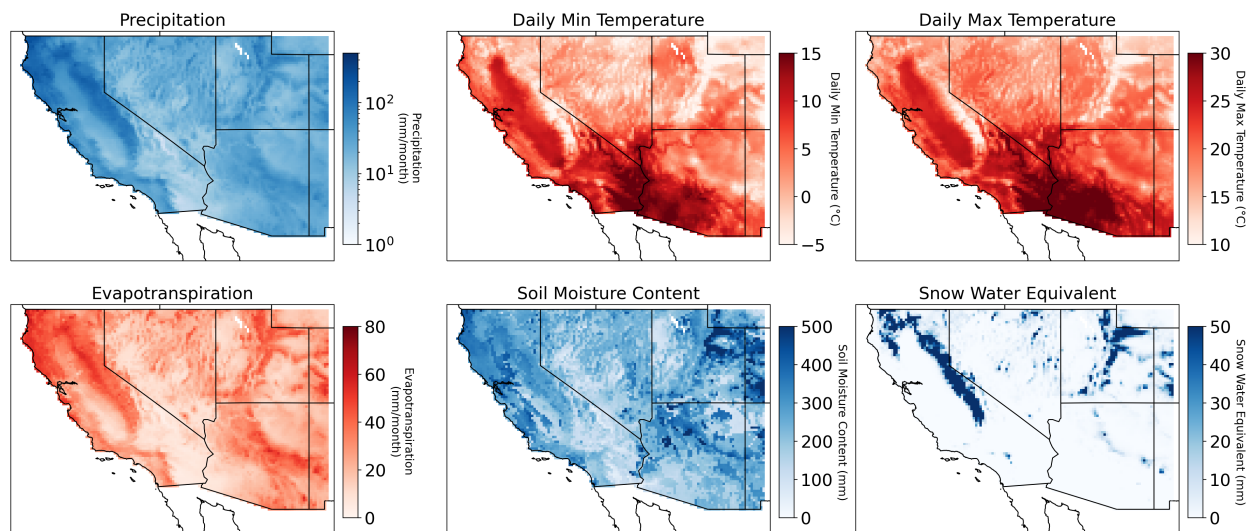 Precipitation
10²
10¹
10⁰
Precipitation
(mm/month)
Daily Min Temperature
15
10
5
0
−5
Daily Min Temperature (°C)
Daily Max Temperature
30
25
20
15
10
Daily Max Temperature (°C)
Evapotranspiration
80
60
40
20
0
Evapotranspiration
(mm/month)
Soil Moisture Content
500
400
300
200
100
0
Soil Moisture Content (mm)
Snow Water Equivalent
50
40
30
20
10
0
Snow Water Equivalent (mm)